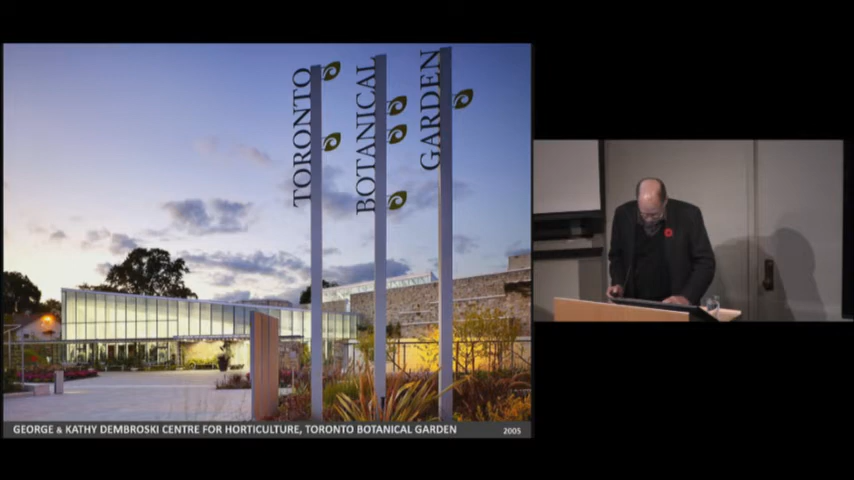 TORONTO
BOTANICAL
GARDEN
GEORGE & KATHY DEMBROSKI CENTRE FOR HORTICULTURE, TORONTO BOTANICAL GARDEN
2005